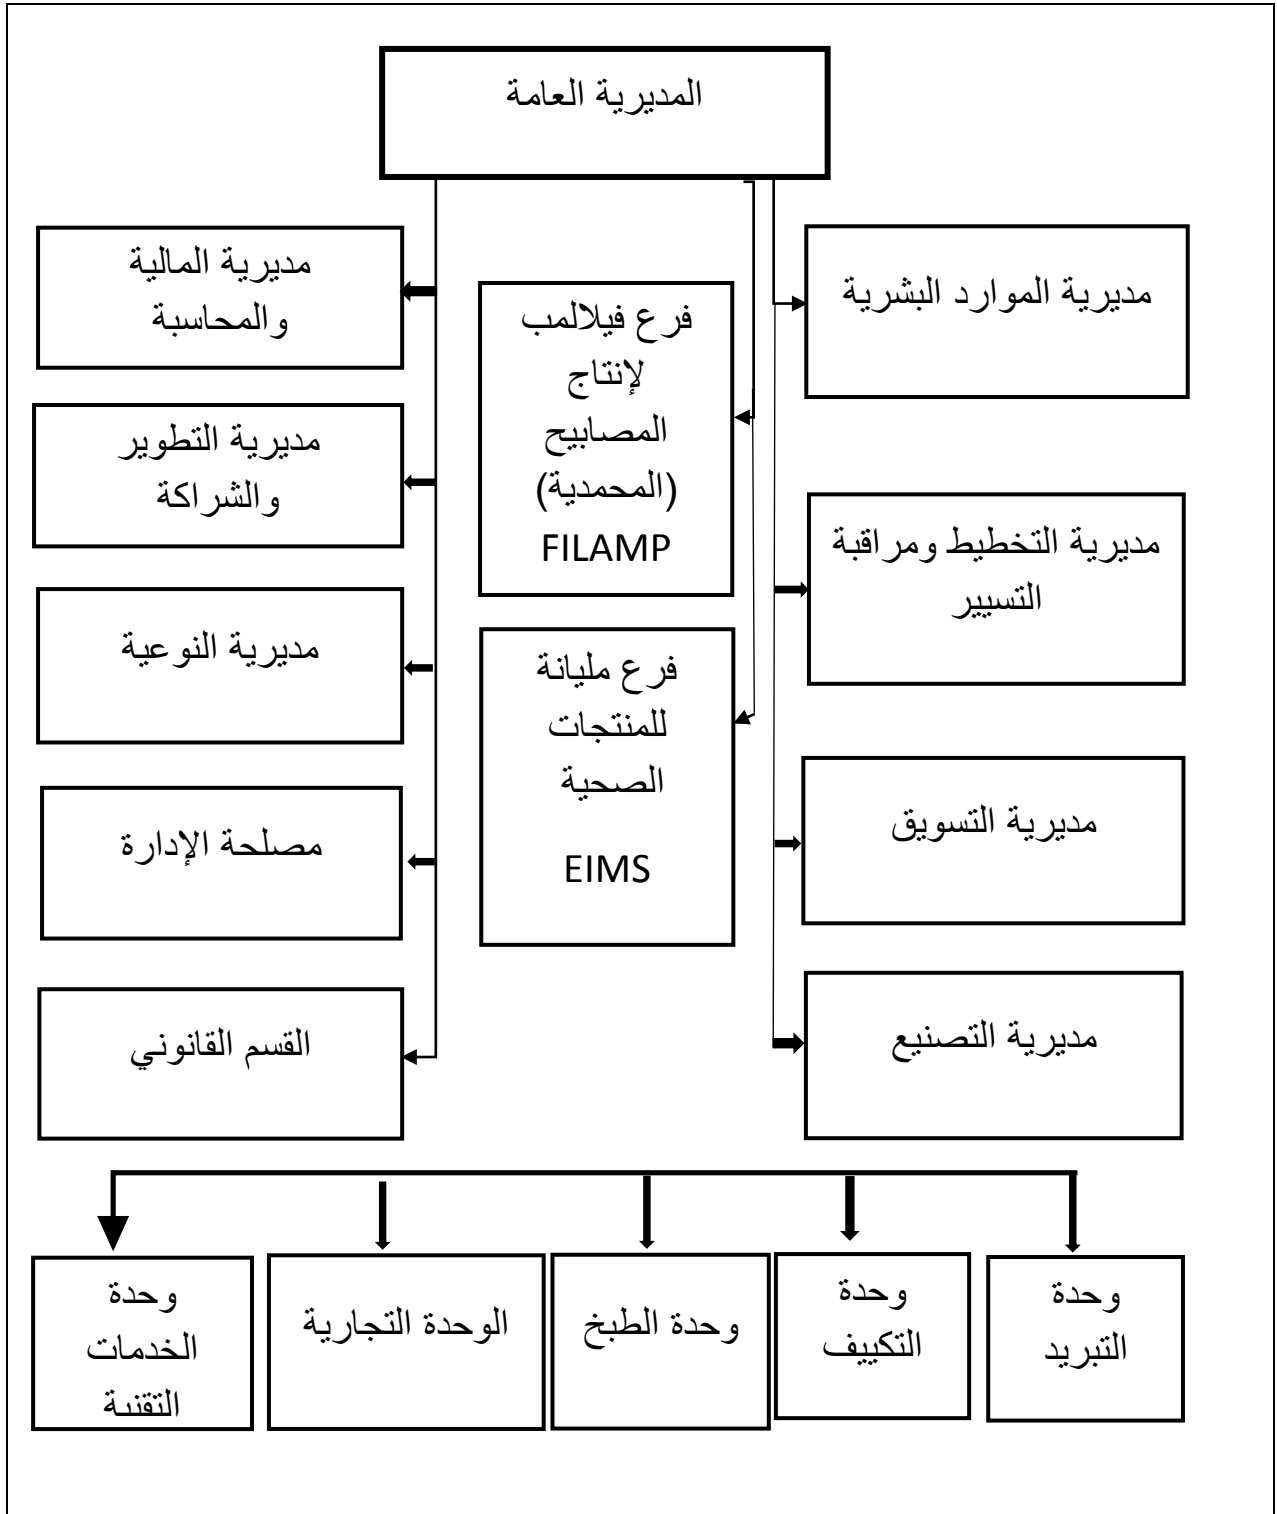 المديرية العامة
مديرية الموارد البشرية
مديرية التخطيط ومراقبة
التسيير
مديرية التسويق
مديرية التصنيع
فرع فيلالمب
لإنتاج
المصابيح
(المحمدية)
FILAMP
فرع مليانة
للمنتجات
الصحية
EIMS
مديرية المالية
والمحاسبة
مديرية التطوير
والشراكة
مديرية النوعية
مصلحة الإدارة
القسم القانوني
وحدة
التبريد
وحدة
التكييف
وحدة الطبخ
الوحدة التجارية
وحدة
الخدمات
التقنية